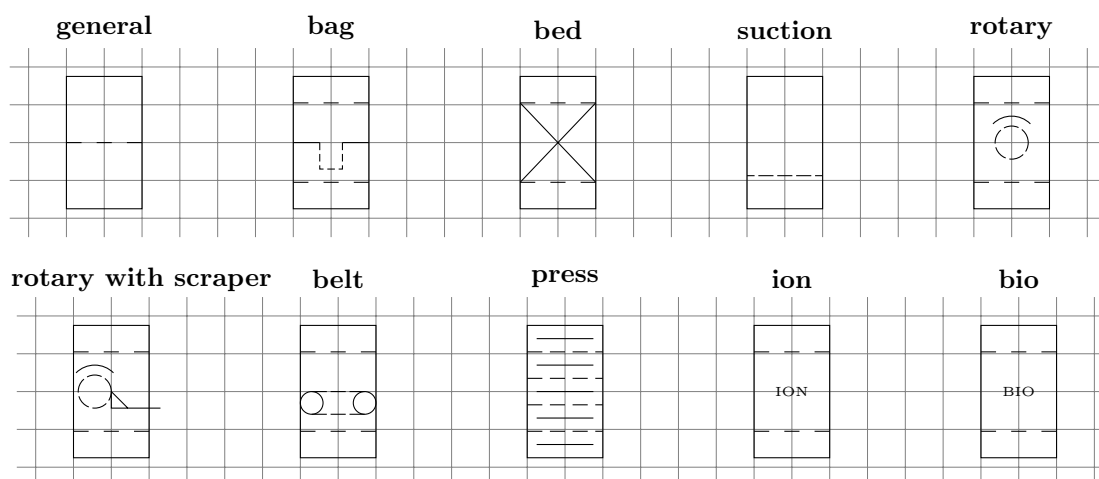 general bag bed suction rotary
rotary with scraper belt press ion bio
ION BIO